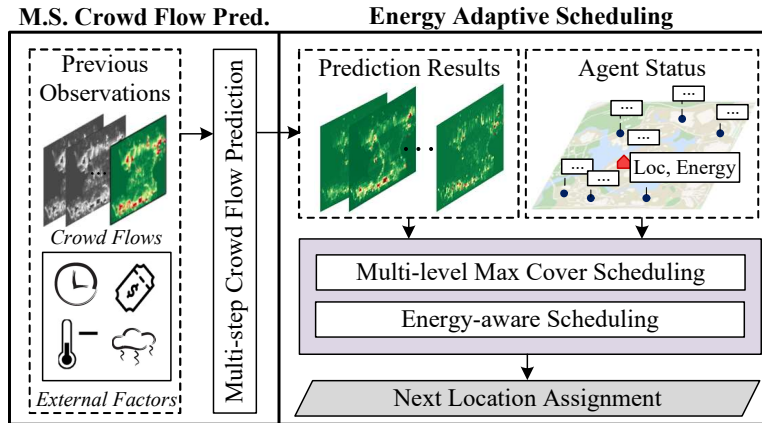 M.S. Crowd Flow Pred.
Energy Adaptive Scheduling
Previous
Observations
...
Crowd Flows
External Factors
Multi-step Crowd Flow Prediction
Prediction Results
...
Agent Status
...
...
...
...
...
...
Loc, Energy
Multi-level Max Cover Scheduling
Energy-aware Scheduling
Next Location Assignment